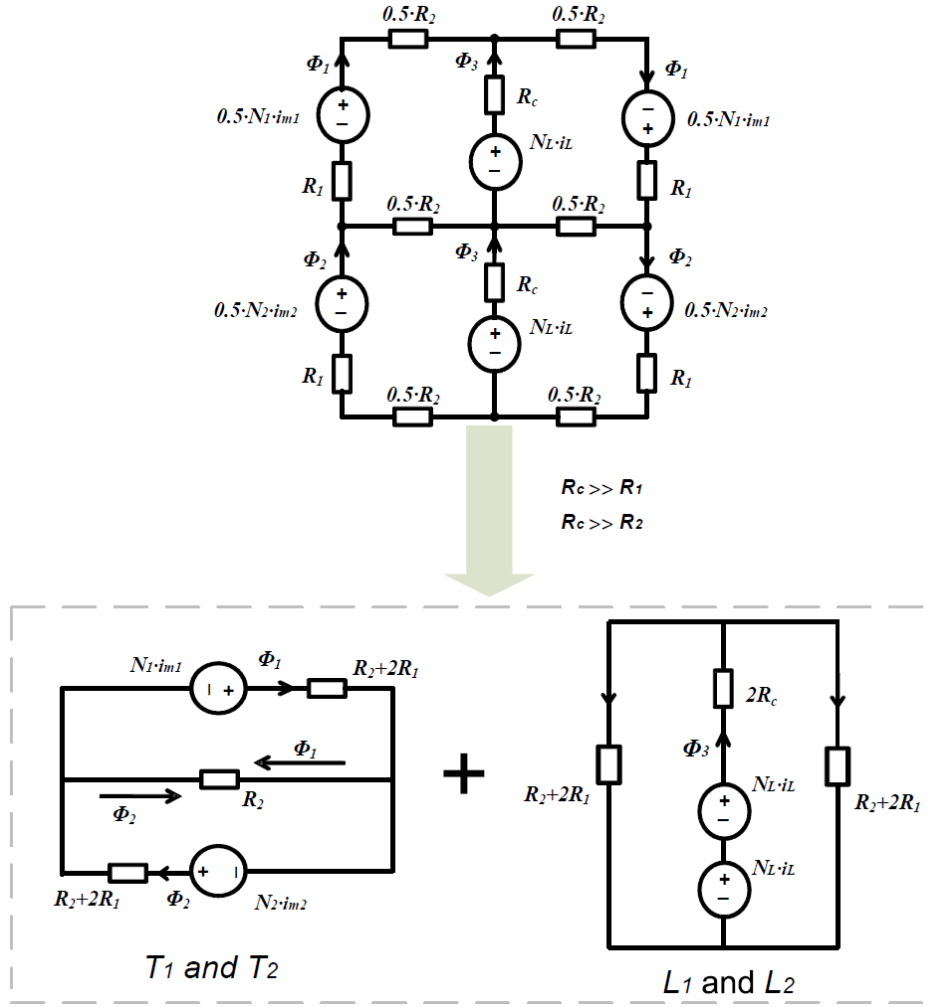 0.5·R₂ 0.5·R₂
Φ₁ Φ₃ Φ₁
+ − Rc − +
0.5·N₁·im1 0.5·N₁·im1
NL·iL
+ −
R₁ R₁
0.5·R₂ 0.5·R₂
Φ₂ Φ₃ Φ₂
Rc
+ − − +
0.5·N₂·im2 0.5·N₂·im2
NL·iL
+ −
R₁ R₁
0.5·R₂ 0.5·R₂
Rc >> R₁
Rc >> R₂
N₁·im1 Φ₁ R₂+2R₁
− +
Φ₁
R₂
Φ₂
+ −
R₂+2R₁ Φ₂ N₂·im2
T₁ and T₂
+
2Rc
Φ₃
R₂+2R₁ NL·iL R₂+2R₁
+ −
NL·iL
+ −
L₁ and L₂